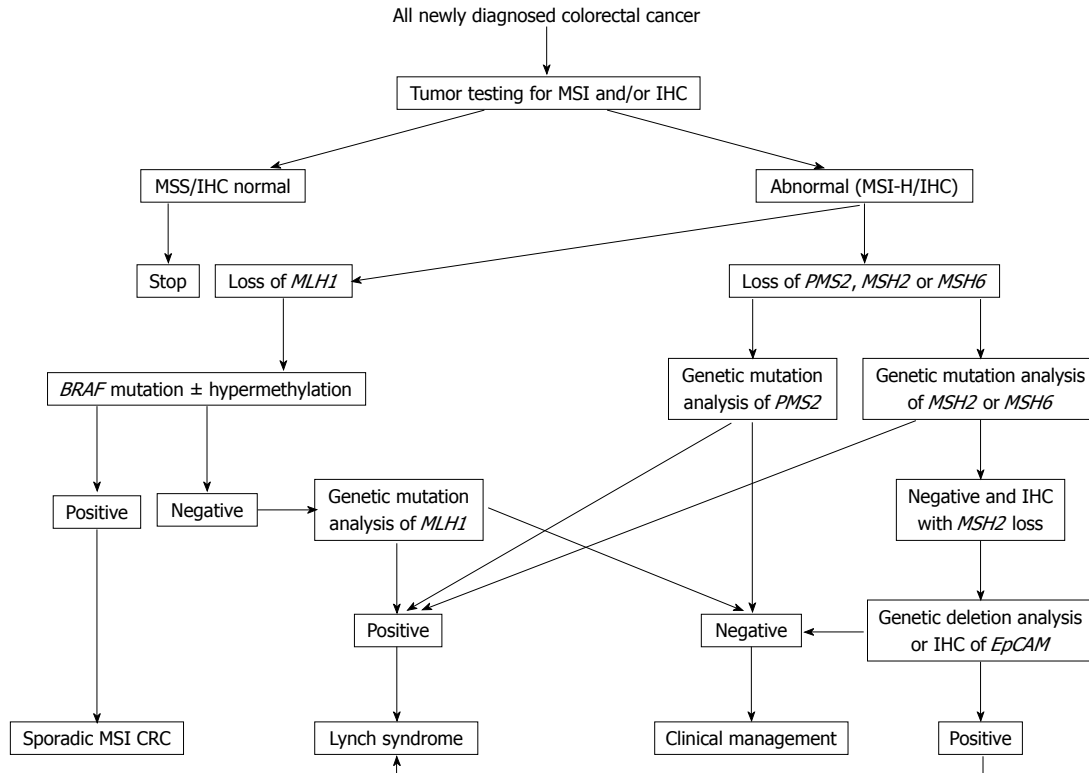 All newly diagnosed colorectal cancer
Tumor testing for MSI and/or IHC
MSS/IHC normal
Abnormal (MSI-H/IHC)
Stop
Loss of MLH1
Loss of PMS2, MSH2 or MSH6
BRAF mutation ± hypermethylation
Genetic mutation
analysis of PMS2
Genetic mutation analysis
of MSH2 or MSH6
Positive
Negative
Genetic mutation
analysis of MLH1
Negative and IHC
with MSH2 loss
Positive
Negative
Genetic deletion analysis
or IHC of EpCAM
Sporadic MSI CRC
Lynch syndrome
Clinical management
Positive